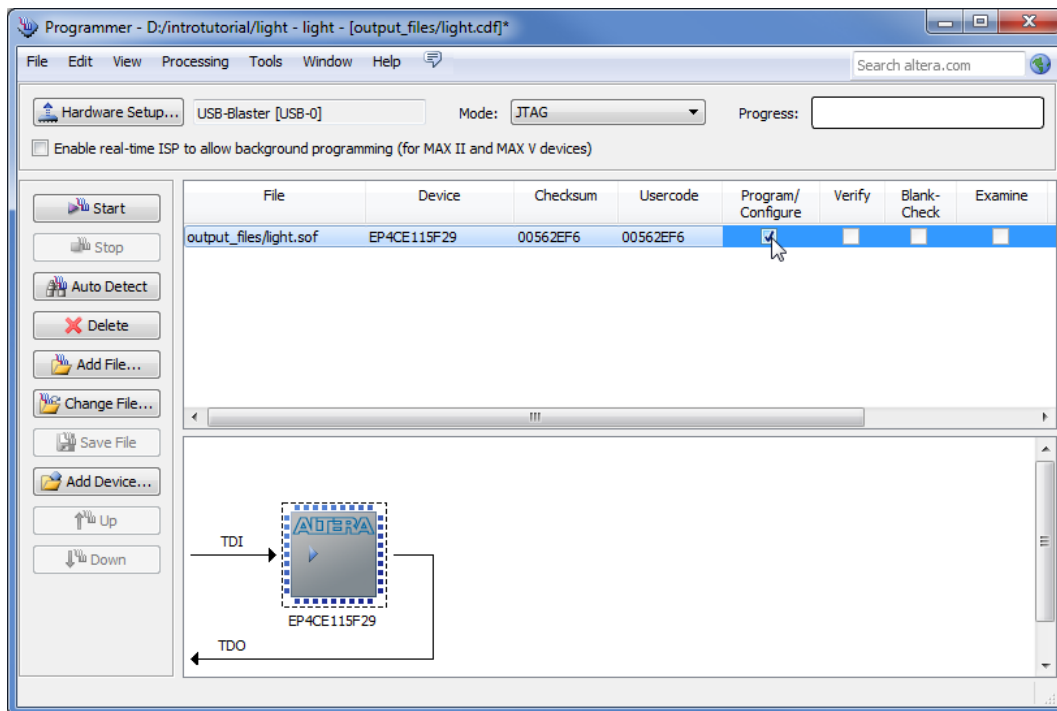 Programmer - D:/introtutorial/light - light - [output_files/light.cdf]*
File Edit View Processing Tools Window Help
Search altera.com
Hardware Setup... USB-Blaster [USB-0] Mode: JTAG Progress:
Enable real-time ISP to allow background programming (for MAX II and MAX V devices)
Start
Stop
Auto Detect
Delete
Add File...
Change File...
Save File
Add Device...
Up
Down
File Device Checksum Usercode Program/ Verify Blank- Examine
Configure Check
output_files/light.sof EP4CE115F29 00562EF6 00562EF6
ALTERA
TDI
EP4CE115F29
TDO